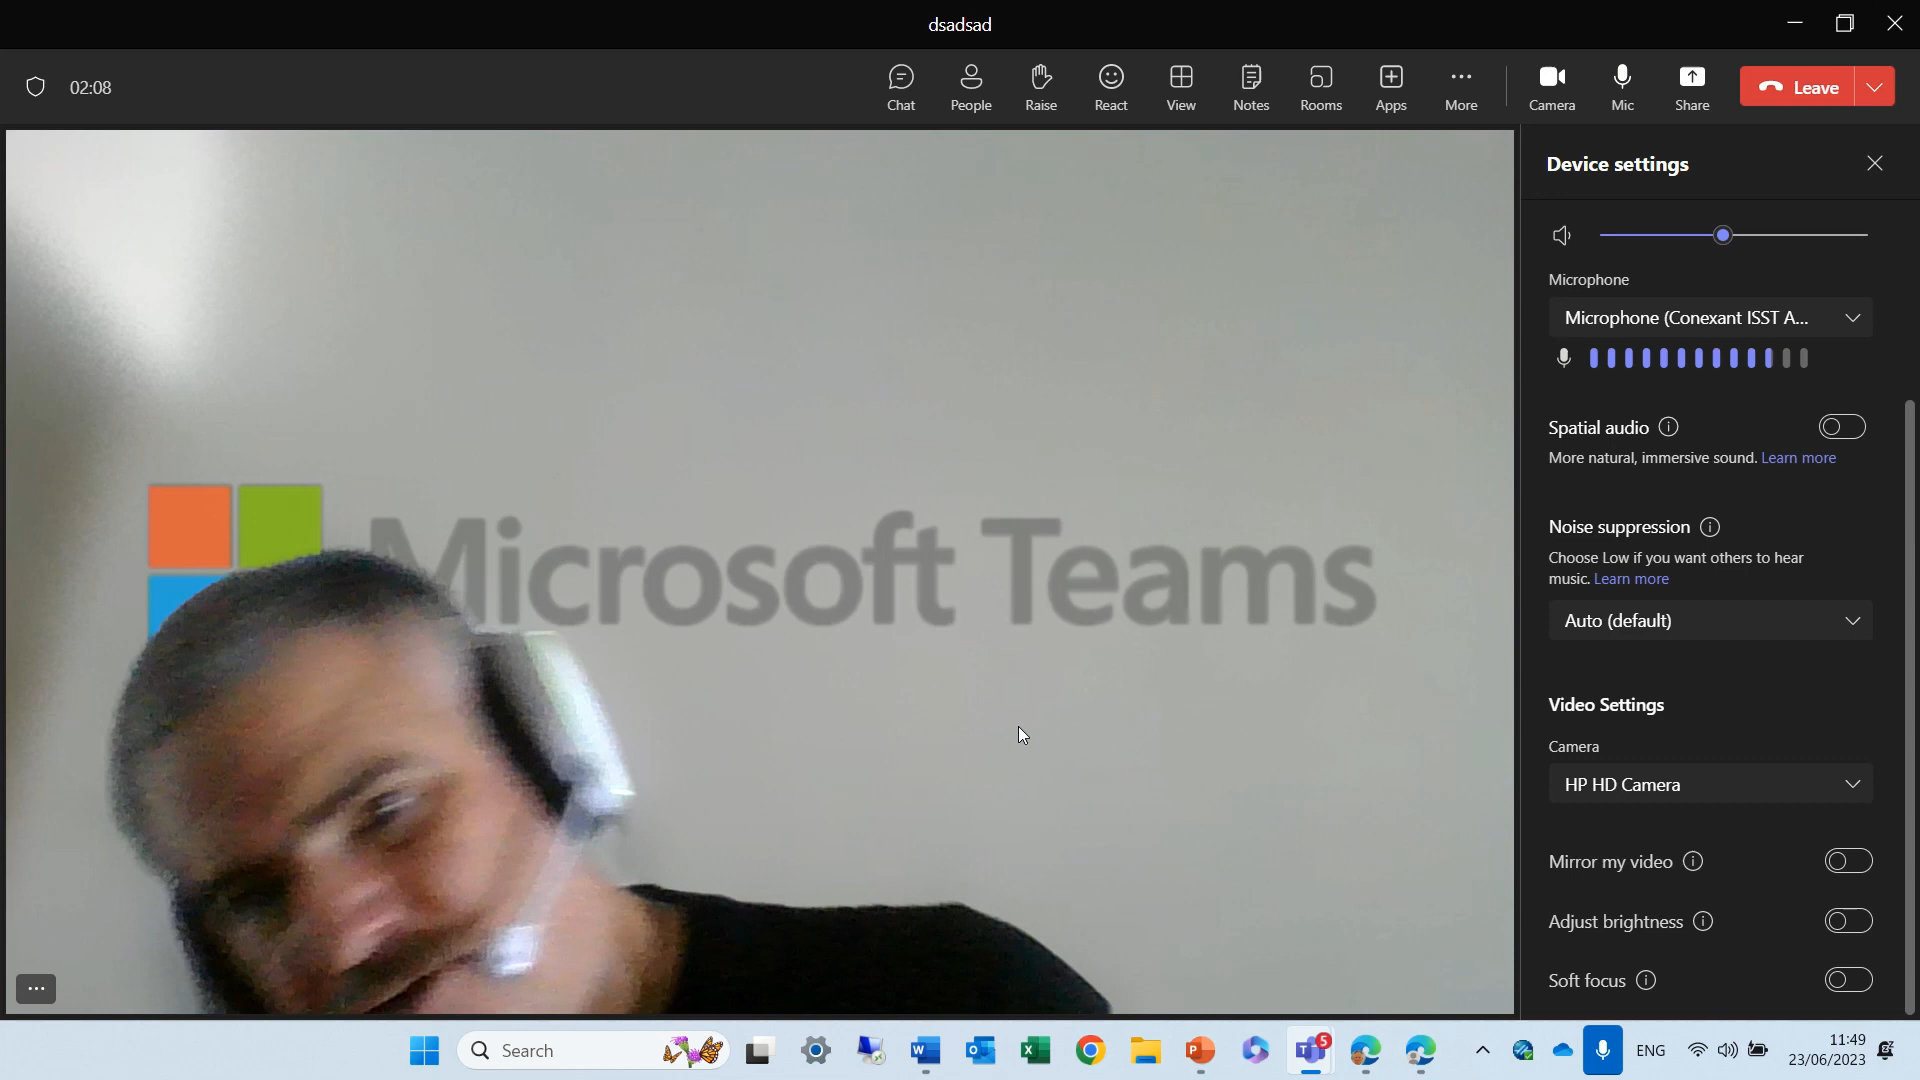 dsadsad
02:08
Chat
People
Raise
React
View
Notes
Rooms
Apps
More
Camera
Mic
Share
Leave
Device settings
Microphone
Microphone (Conexant ISST A...
Spatial audio
More natural, immersive sound. Learn more
Noise suppression
Choose Low if you want others to hear
music. Learn more
Auto (default)
Video Settings
Camera
HP HD Camera
Mirror my video
Adjust brightness
Soft focus
Microsoft Teams
Search
5
ENG
11:49
23/06/2023